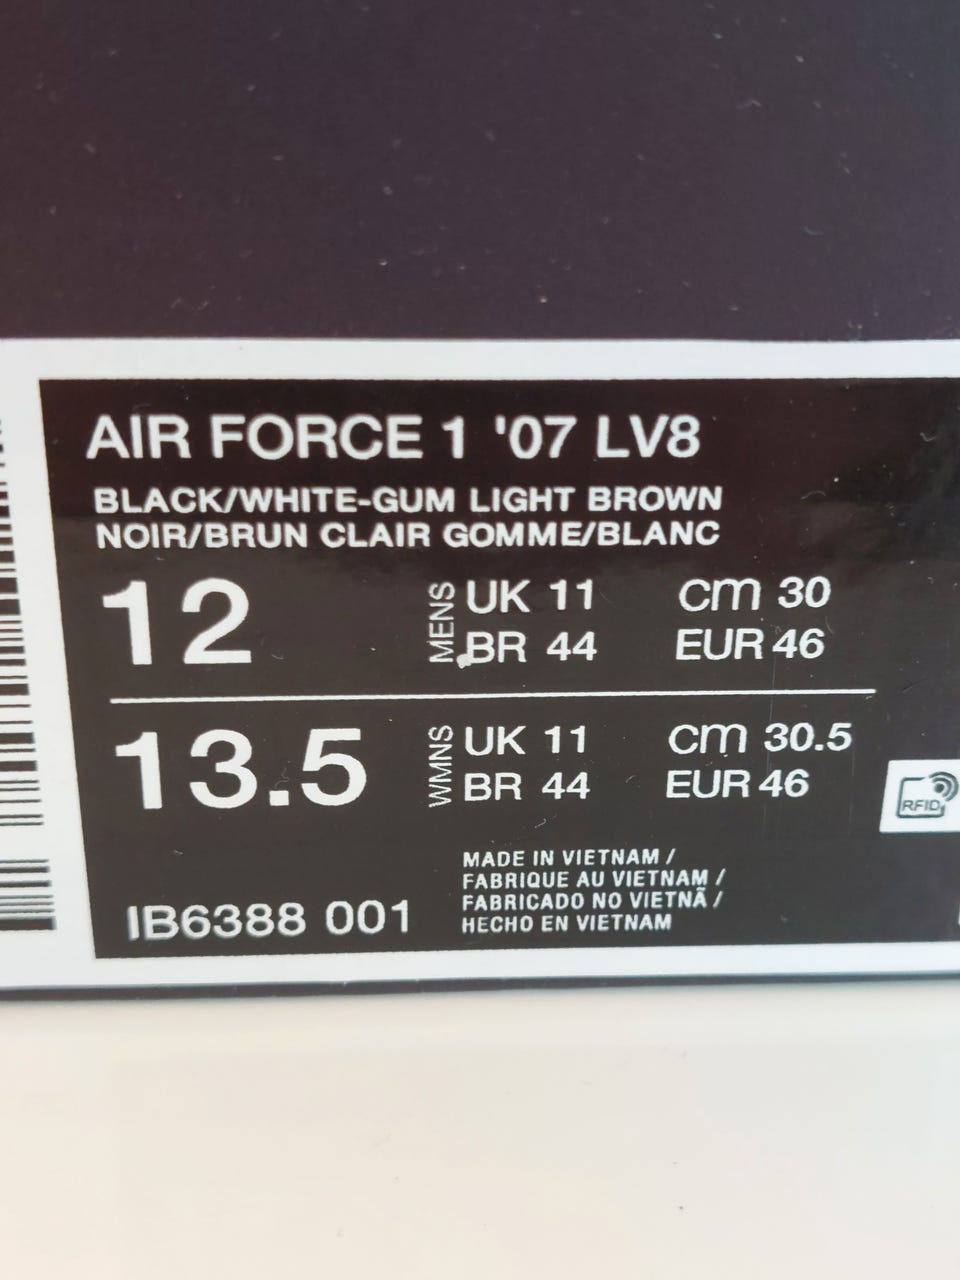 AIR FORCE 1 '07 LV8
BLACK/WHITE-GUM LIGHT BROWN
NOIR/BRUN CLAIR GOMME/BLANC
12 MENS UK 11 cm 30
BR 44 EUR 46
13.5 WMNS UK 11 cm 30.5
BR 44 EUR 46
RFID
MADE IN VIETNAM /
FABRIQUE AU VIETNAM /
FABRICADO NO VIETNÃ /
HECHO EN VIETNAM
IB6388 001